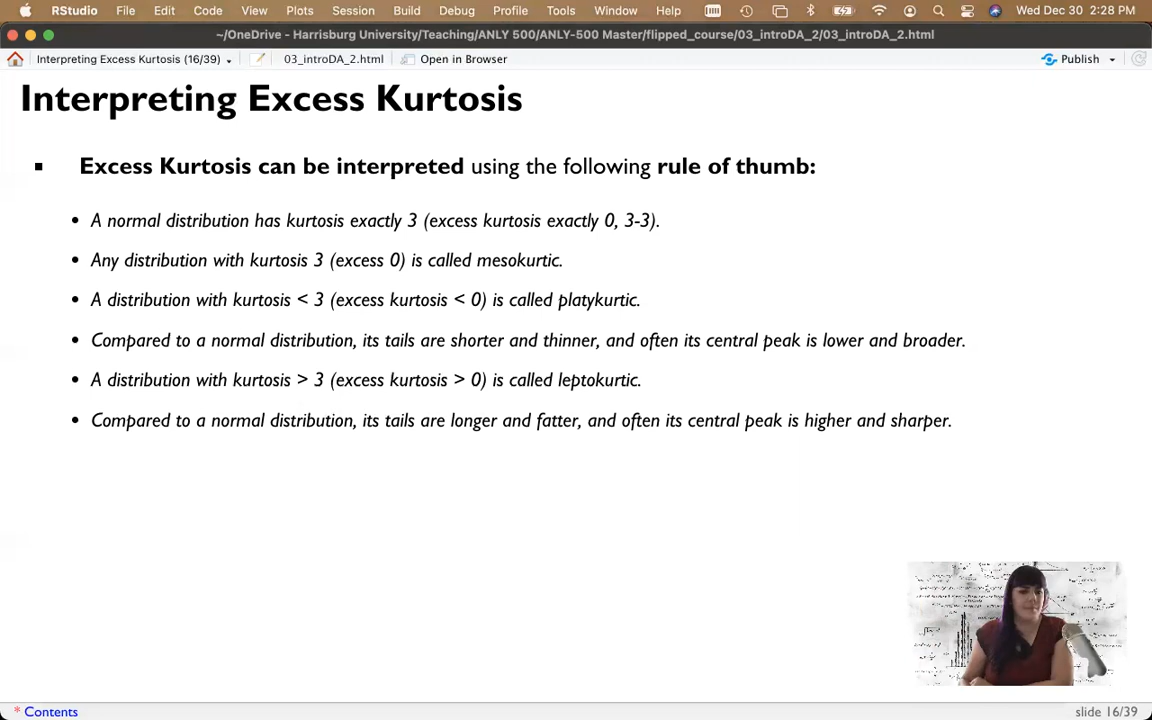 RStudio File Edit Code View Plots Session Build Debug Profile Tools Window Help Wed Dec 30 2:28 PM
~/OneDrive - Harrisburg University/Teaching/ANLY 500/ANLY-500 Master/flipped_course/03_introDA_2/03_introDA_2.html
Interpreting Excess Kurtosis (16/39) 03_introDA_2.html Open in Browser Publish
Interpreting Excess Kurtosis
▪ Excess Kurtosis can be interpreted using the following rule of thumb:
• A normal distribution has kurtosis exactly 3 (excess kurtosis exactly 0, 3-3).
• Any distribution with kurtosis 3 (excess 0) is called mesokurtic.
• A distribution with kurtosis < 3 (excess kurtosis < 0) is called platykurtic.
• Compared to a normal distribution, its tails are shorter and thinner, and often its central peak is lower and broader.
• A distribution with kurtosis > 3 (excess kurtosis > 0) is called leptokurtic.
• Compared to a normal distribution, its tails are longer and fatter, and often its central peak is higher and sharper.
* Contents slide 16/39